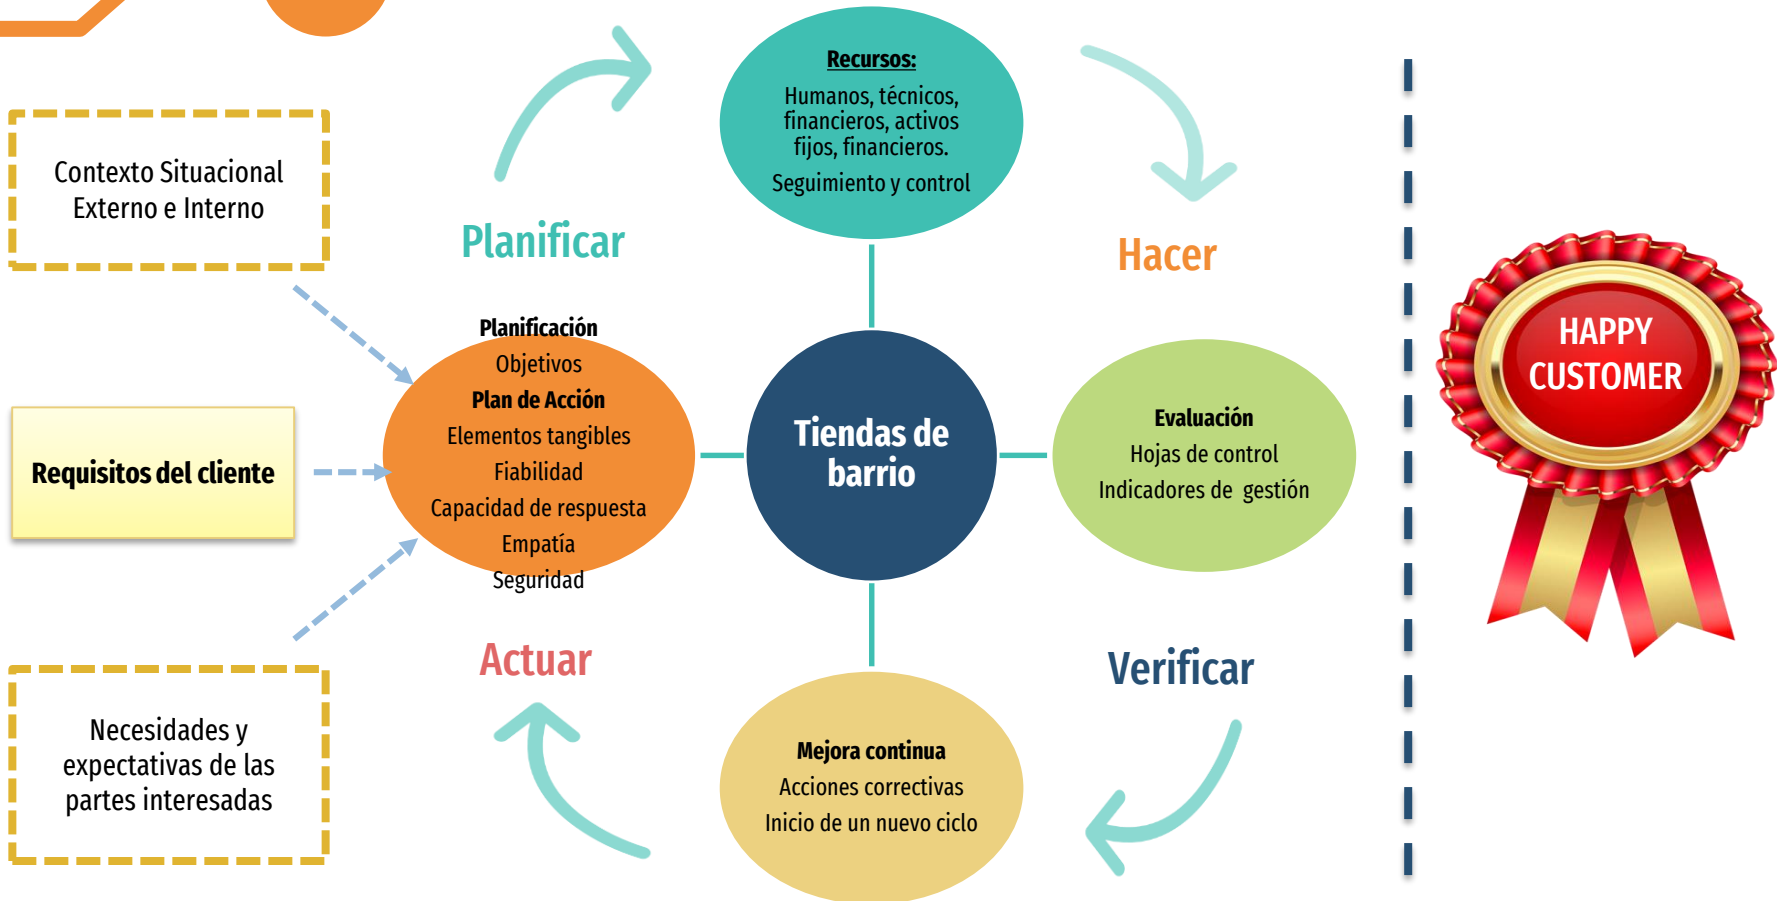 Recursos:
Humanos, técnicos,
financieros, activos
fijos, financieros.
Seguimiento y control
Contexto Situacional
Externo e Interno
Planificar
Hacer
Planificación
Objetivos
Plan de Acción
Elementos tangibles
Fiabilidad
Capacidad de respuesta
Empatía
Seguridad
Requisitos del cliente
Tiendas de
barrio
Evaluación
Hojas de control
Indicadores de gestión
HAPPY
CUSTOMER
Actuar
Verificar
Necesidades y
expectativas de las
partes interesadas
Mejora continua
Acciones correctivas
Inicio de un nuevo ciclo